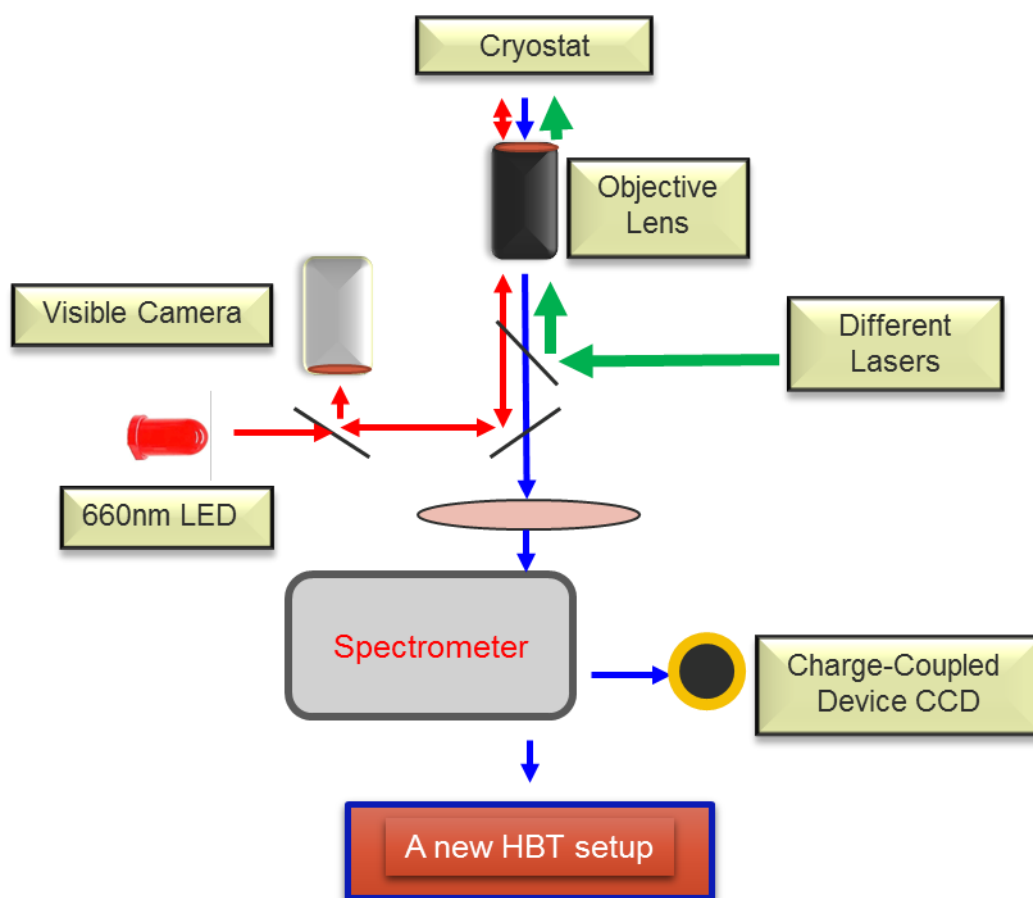 Cryostat
Objective
Lens
Visible Camera
Different
Lasers
660nm LED
Spectrometer
Charge-Coupled
Device CCD
A new HBT setup